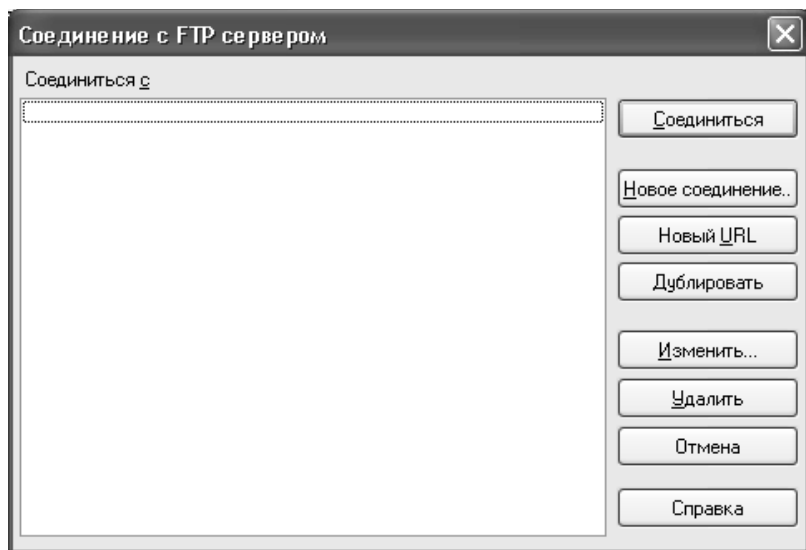 Соединение с FTP сервером
Соединиться с
Соединиться
Новое соединение..
Новый URL
Дублировать
Изменить...
Удалить
Отмена
Справка